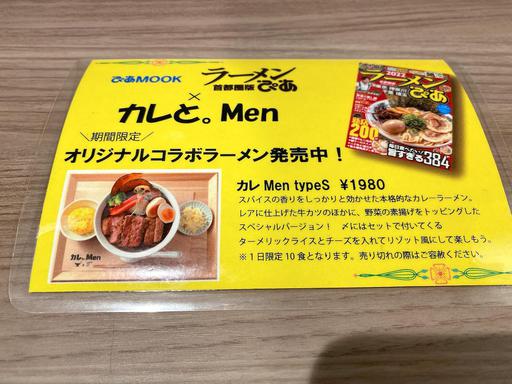 ぴあMOOK
ラーメン
首都圏版 ぴあ
×
カレと。Men
＼期間限定／
オリジナルコラボラーメン発売中！
カレ Men typeS ¥1980
スパイスの香りをしっかりと効かせた本格的なカレーラーメン。
レアに仕上げた牛カツのほかに、野菜の素揚げをトッピングした
スペシャルバージョン！ 〆にはセットで付いてくる
ターメリックライスとチーズを入れてリゾット風にして楽しもう。
※１日限定 10 食となります。売り切れの際はご容赦ください。
カレ。Men
2022
ラーメン
ぴあ
384